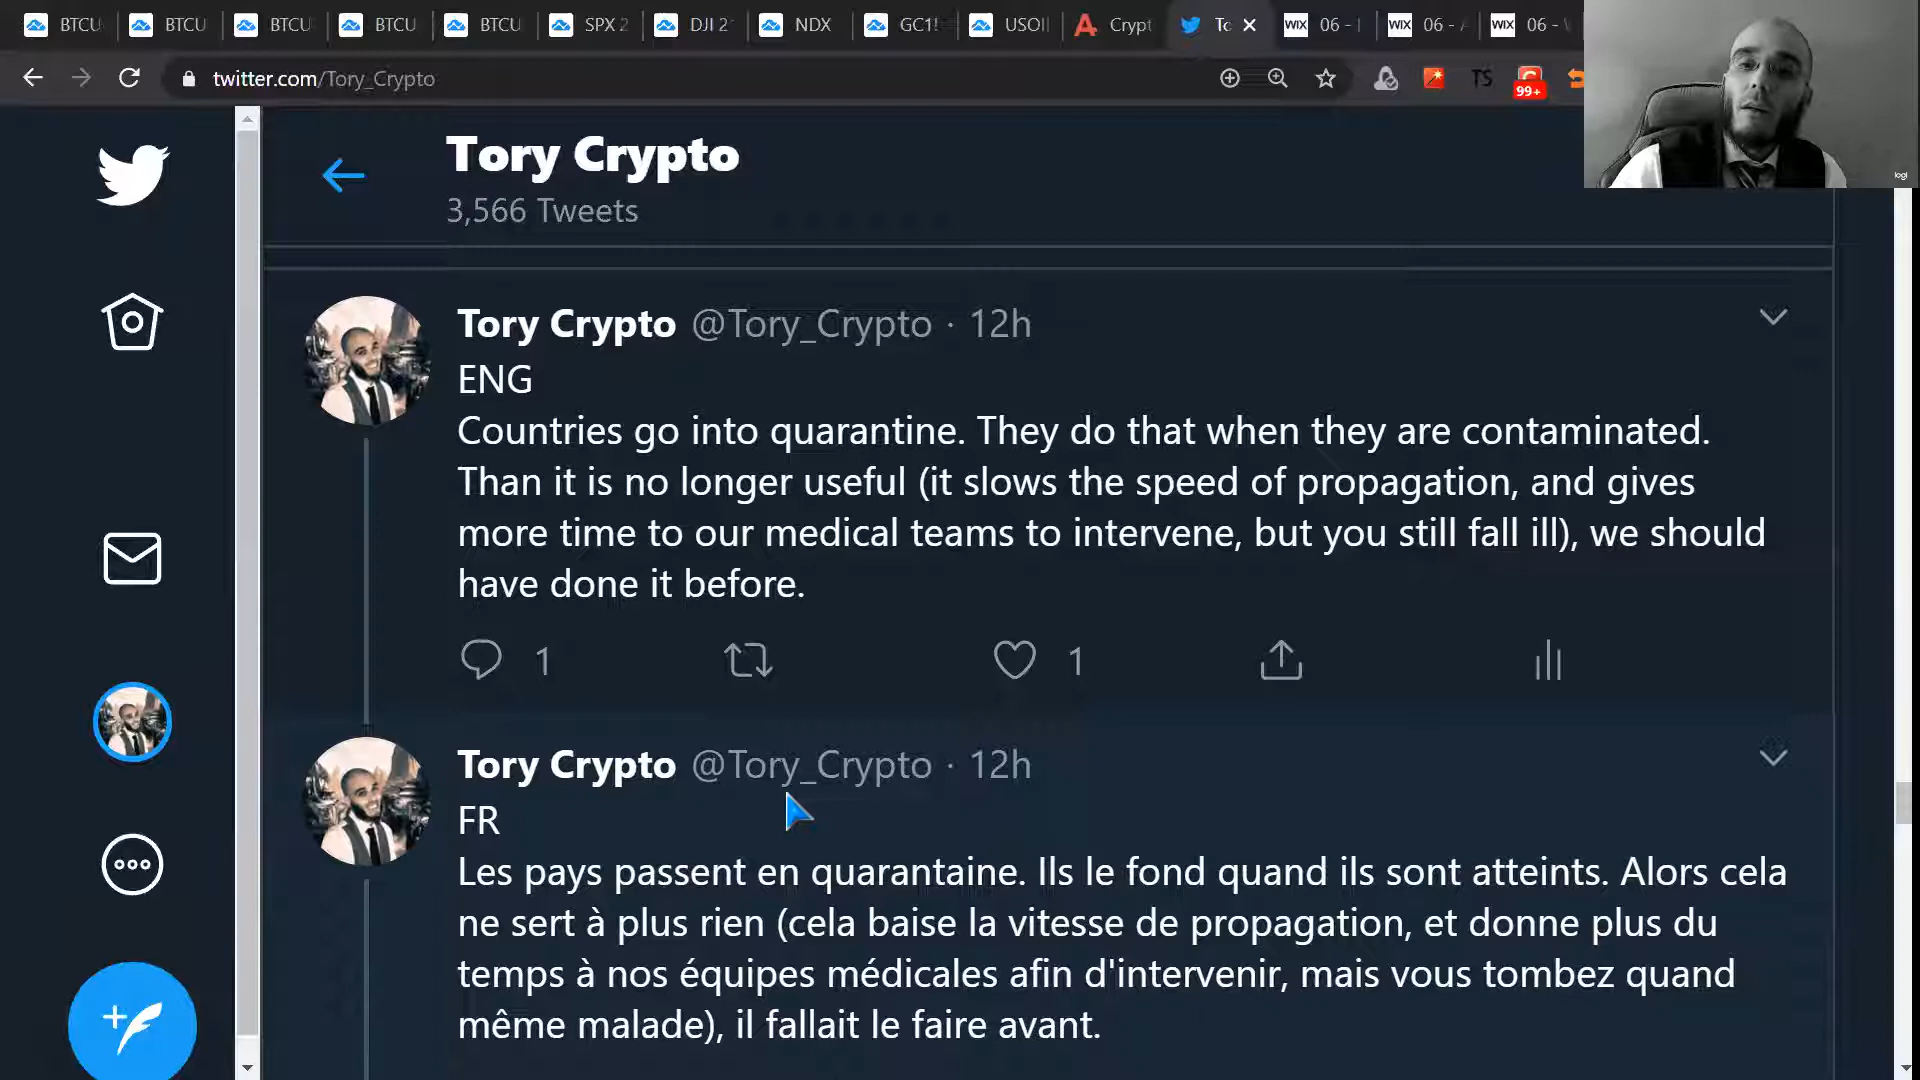 BTCU BTCU BTCU BTCU BTCU SPX 2 DJI 2 NDX GC1! USOI Crypt To WIX 06 - WIX 06 - WIX 06 -
twitter.com/Tory_Crypto TS 99+
logi
Tory Crypto
3,566 Tweets
Tory Crypto @Tory_Crypto · 12h
ENG
Countries go into quarantine. They do that when they are contaminated.
Than it is no longer useful (it slows the speed of propagation, and gives
more time to our medical teams to intervene, but you still fall ill), we should
have done it before.
1 1
Tory Crypto @Tory_Crypto · 12h
FR
Les pays passent en quarantaine. Ils le fond quand ils sont atteints. Alors cela
ne sert à plus rien (cela baise la vitesse de propagation, et donne plus du
temps à nos équipes médicales afin d'intervenir, mais vous tombez quand
même malade), il fallait le faire avant.